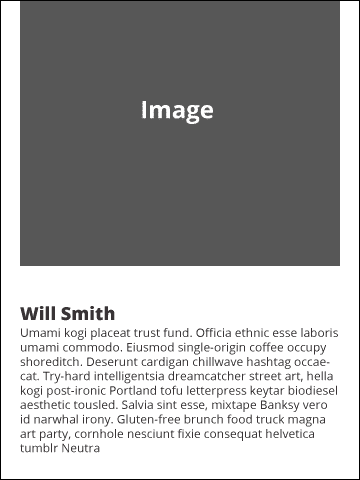 Image
Will Smith
Umami kogi placeat trust fund. Officia ethnic esse laboris
umami commodo. Eiusmod single-origin coffee occupy
shoreditch. Deserunt cardigan chillwave hashtag occae-
cat. Try-hard intelligentsia dreamcatcher street art, hella
kogi post-ironic Portland tofu letterpress keytar biodiesel
aesthetic tousled. Salvia sint esse, mixtape Banksy vero
id narwhal irony. Gluten-free brunch food truck magna
art party, cornhole nesciunt fixie consequat helvetica
tumblr Neutra